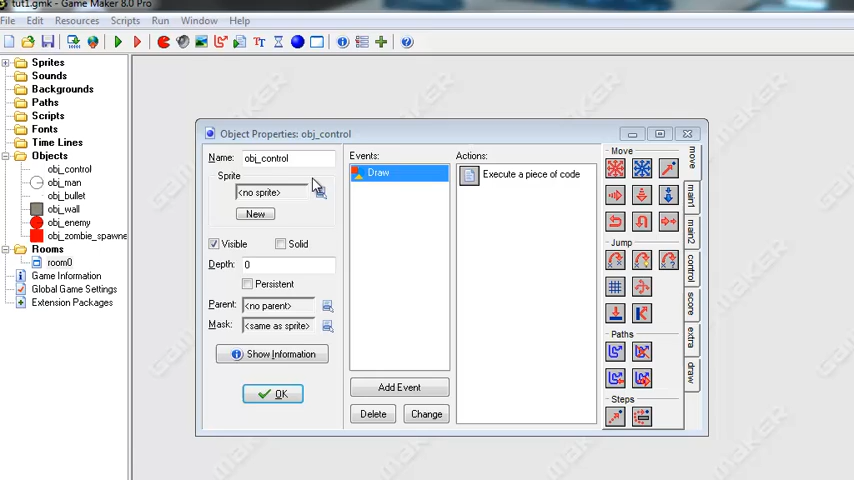 tut1.gmk - Game Maker 8.0 Pro
File Edit Resources Scripts Run Window Help
Sprites
Sounds
Backgrounds
Paths
Scripts
Fonts
Time Lines
Objects
obj_control
obj_man
obj_bullet
obj_wall
obj_enemy
obj_zombie_spawne
Rooms
room0
Game Information
Global Game Settings
Extension Packages
Object Properties: obj_control
Name: obj_control
Sprite
<no sprite>
New
Visible Solid
Depth: 0
Persistent
Parent: <no parent>
Mask: <same as sprite>
Show Information
OK
Events:
Draw
Add Event
Delete Change
Actions:
Execute a piece of code
Move
Jump
Paths
Steps
move
main1
main2
control
score
extra
draw